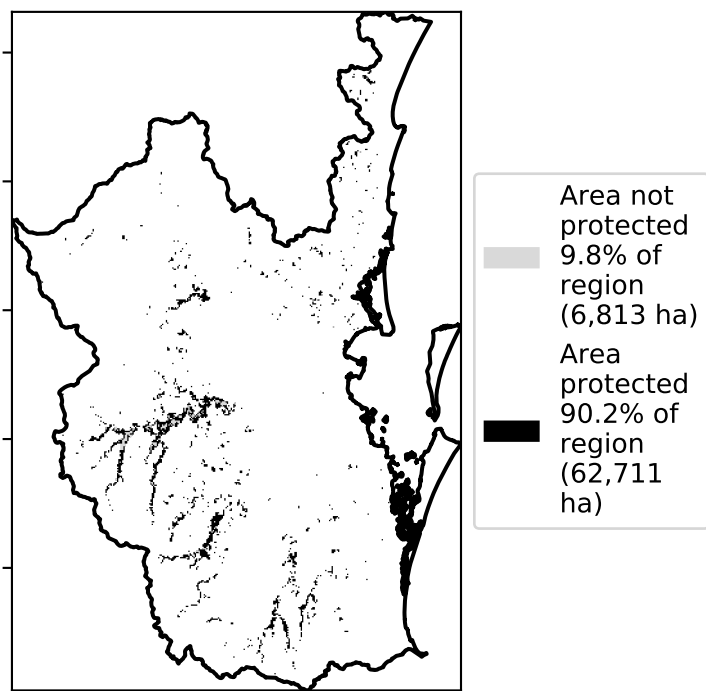 Area not
protected
9.8% of
region
(6,813 ha)
Area
protected
90.2% of
region
(62,711
ha)